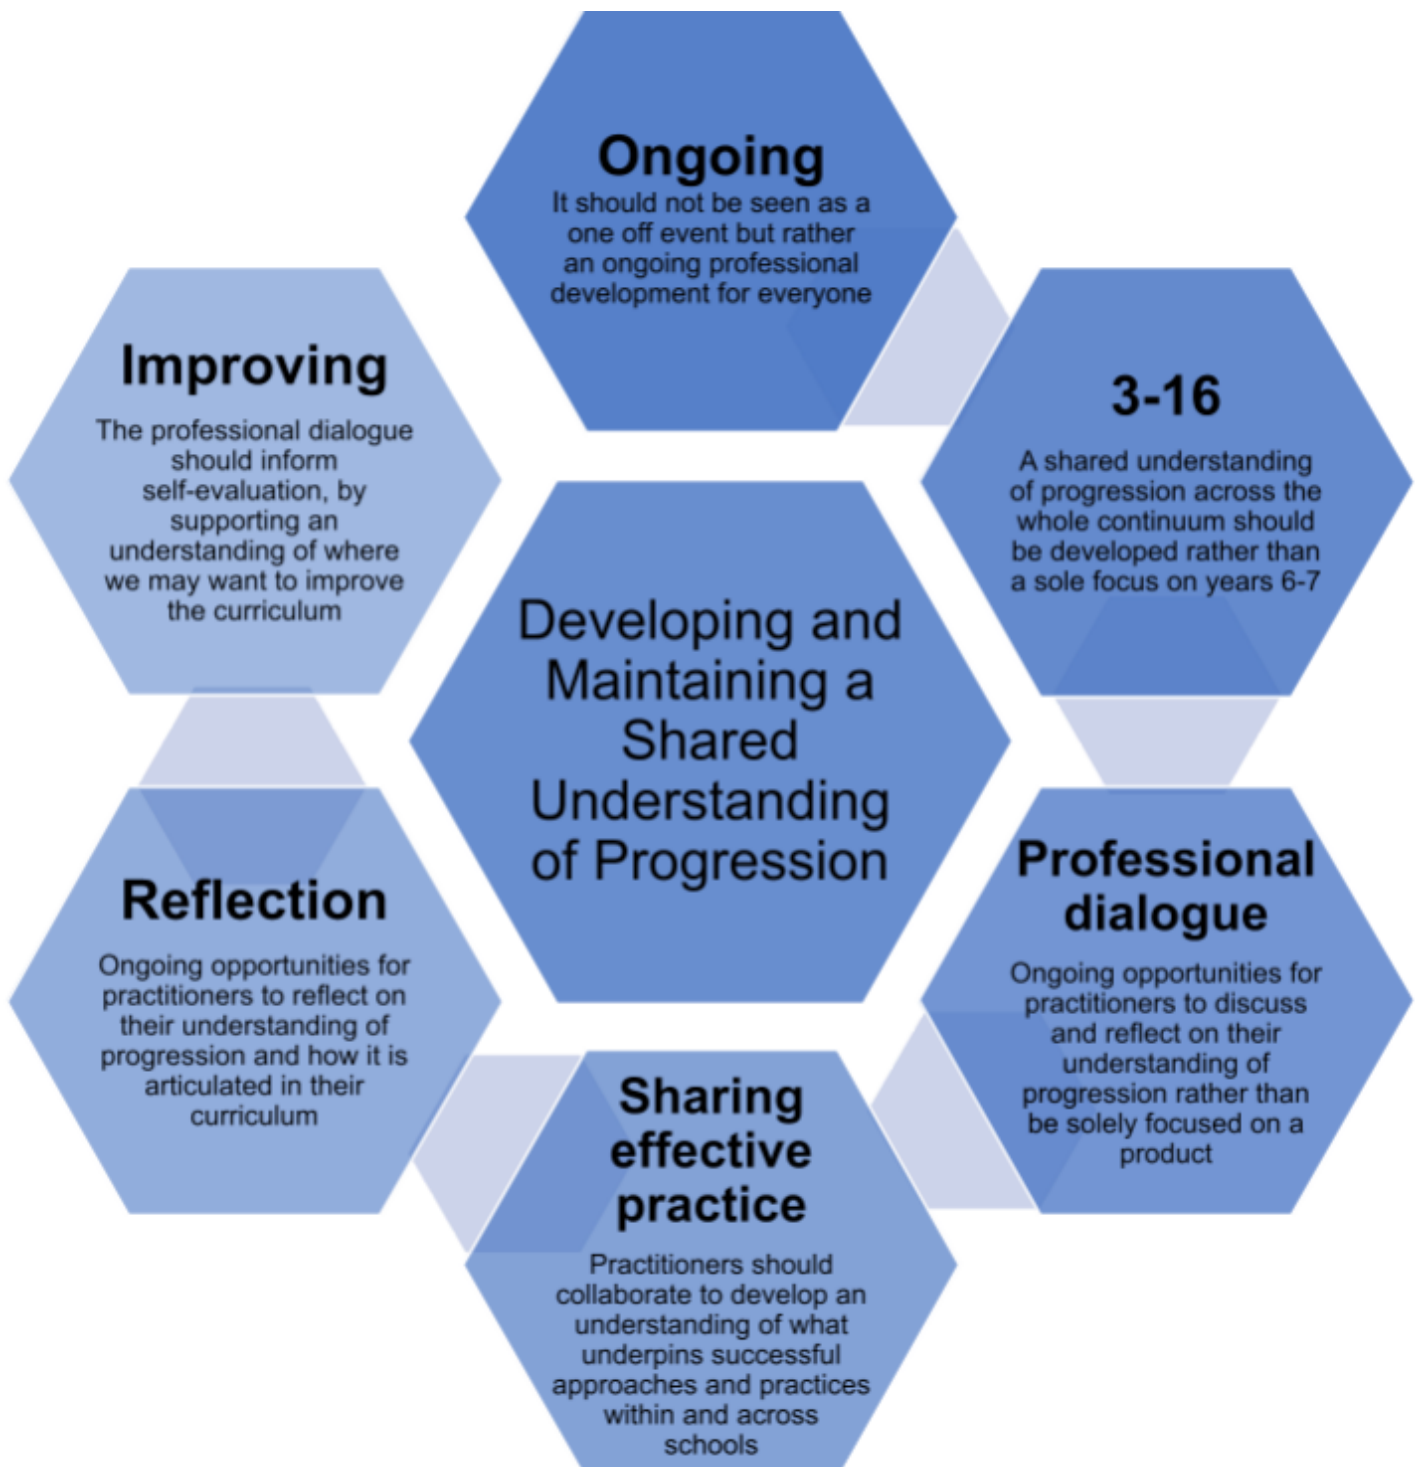 Ongoing
It should not be seen as a
one off event but rather
an ongoing professional
development for everyone
3-16
A shared understanding
of progression across the
whole continuum should
be developed rather than
a sole focus on years 6-7
Professional
dialogue
Ongoing opportunities for
practitioners to discuss
and reflect on their
understanding of
progression rather than
be solely focused on a
product
Sharing
effective
practice
Practitioners should
collaborate to develop an
understanding of what
underpins successful
approaches and practices
within and across
schools
Reflection
Ongoing opportunities for
practitioners to reflect on
their understanding of
progression and how it is
articulated in their
curriculum
Improving
The professional dialogue
should inform
self-evaluation, by
supporting an
understanding of where
we may want to improve
the curriculum
Developing and
Maintaining a
Shared
Understanding
of Progression